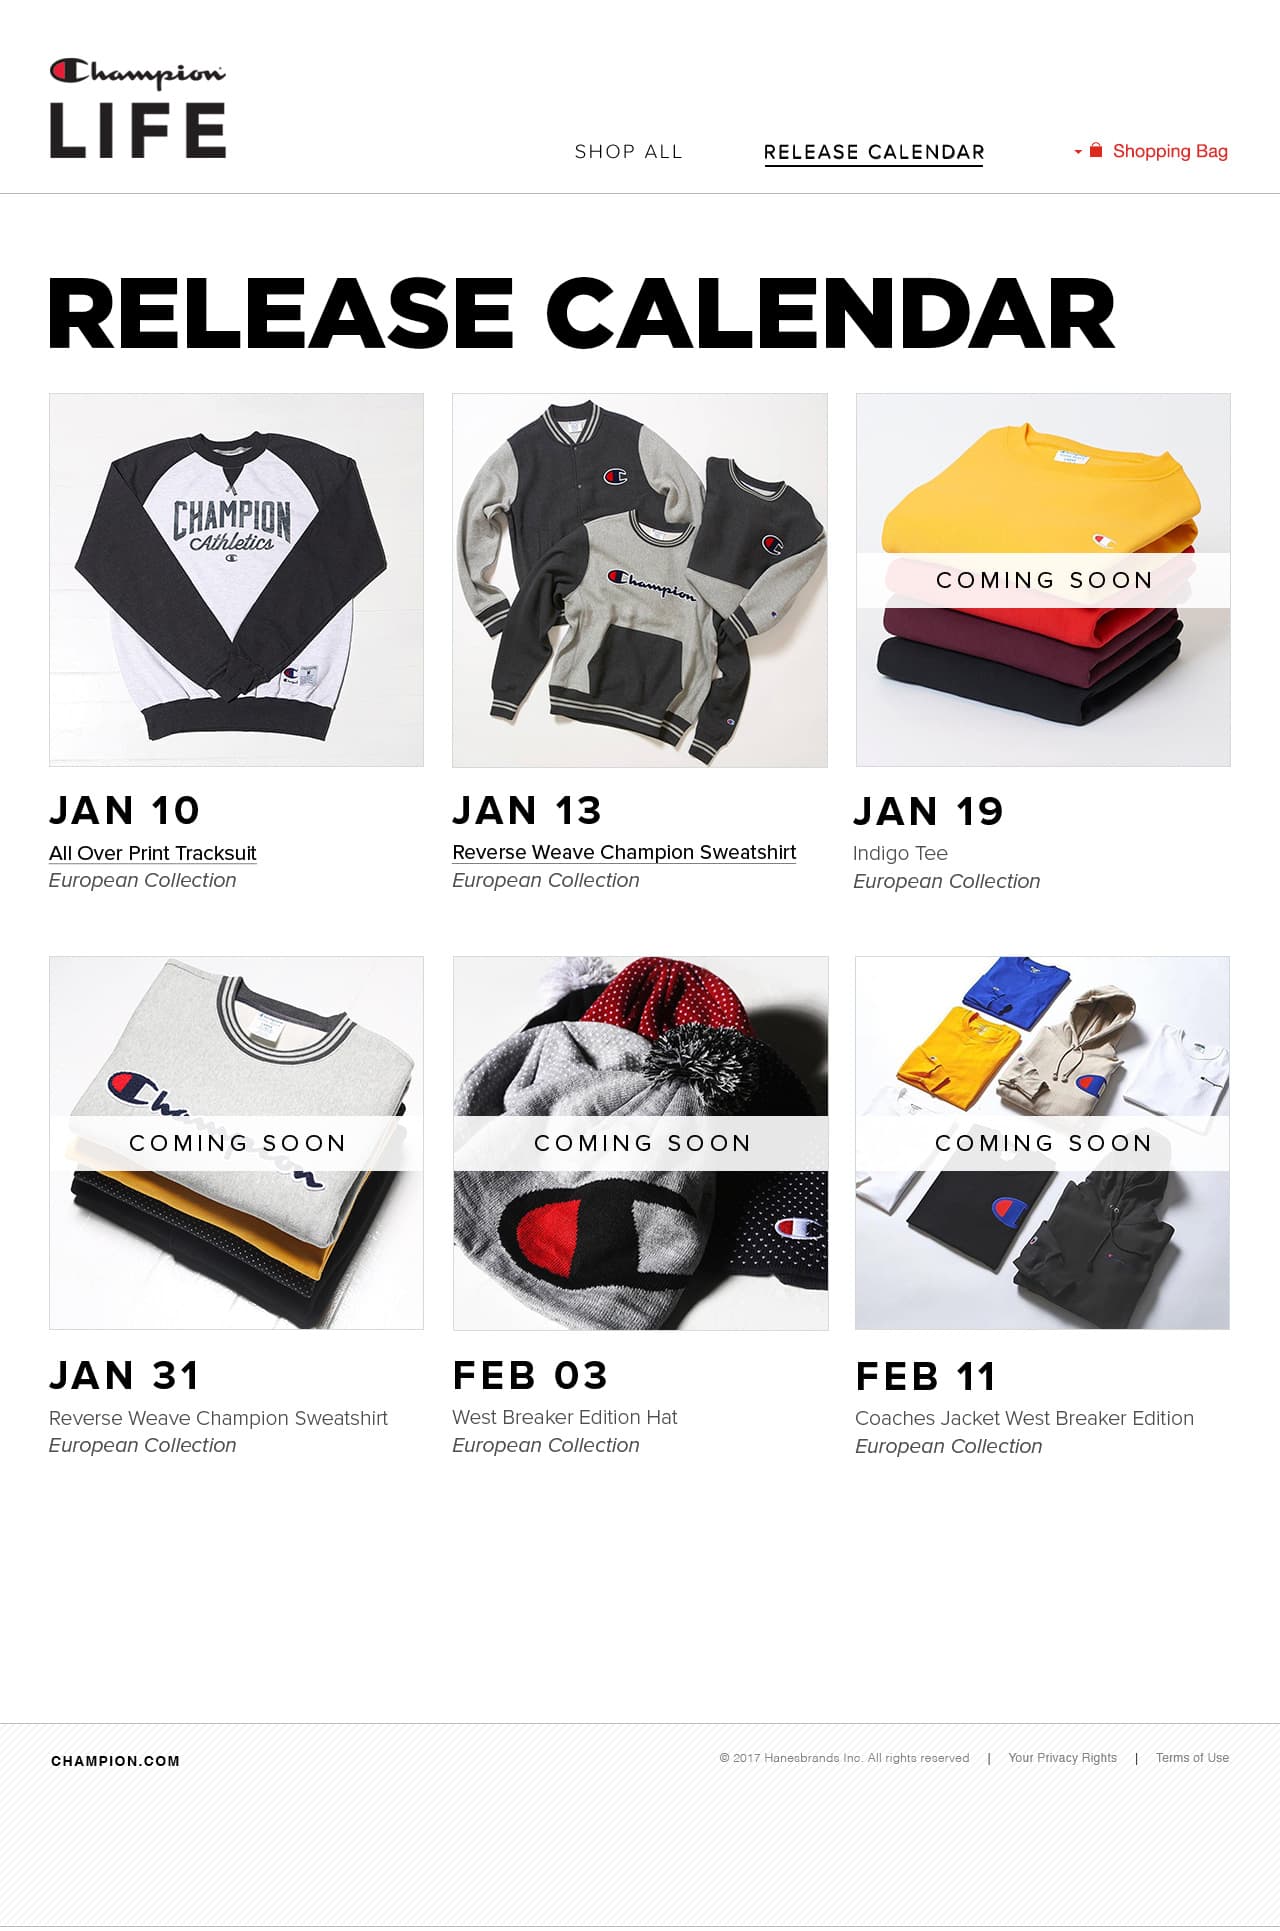 Champion
LIFE
SHOP ALL
RELEASE CALENDAR
Shopping Bag
RELEASE CALENDAR
CHAMPION
Athletics
Champion
COMING SOON
JAN 10
All Over Print Tracksuit
European Collection
JAN 13
Reverse Weave Champion Sweatshirt
European Collection
JAN 19
Indigo Tee
European Collection
Champion
COMING SOON
COMING SOON
COMING SOON
JAN 31
Reverse Weave Champion Sweatshirt
European Collection
FEB 03
West Breaker Edition Hat
European Collection
FEB 11
Coaches Jacket West Breaker Edition
European Collection
CHAMPION.COM
© 2017 Hanesbrands Inc. All rights reserved | Your Privacy Rights | Terms of Use